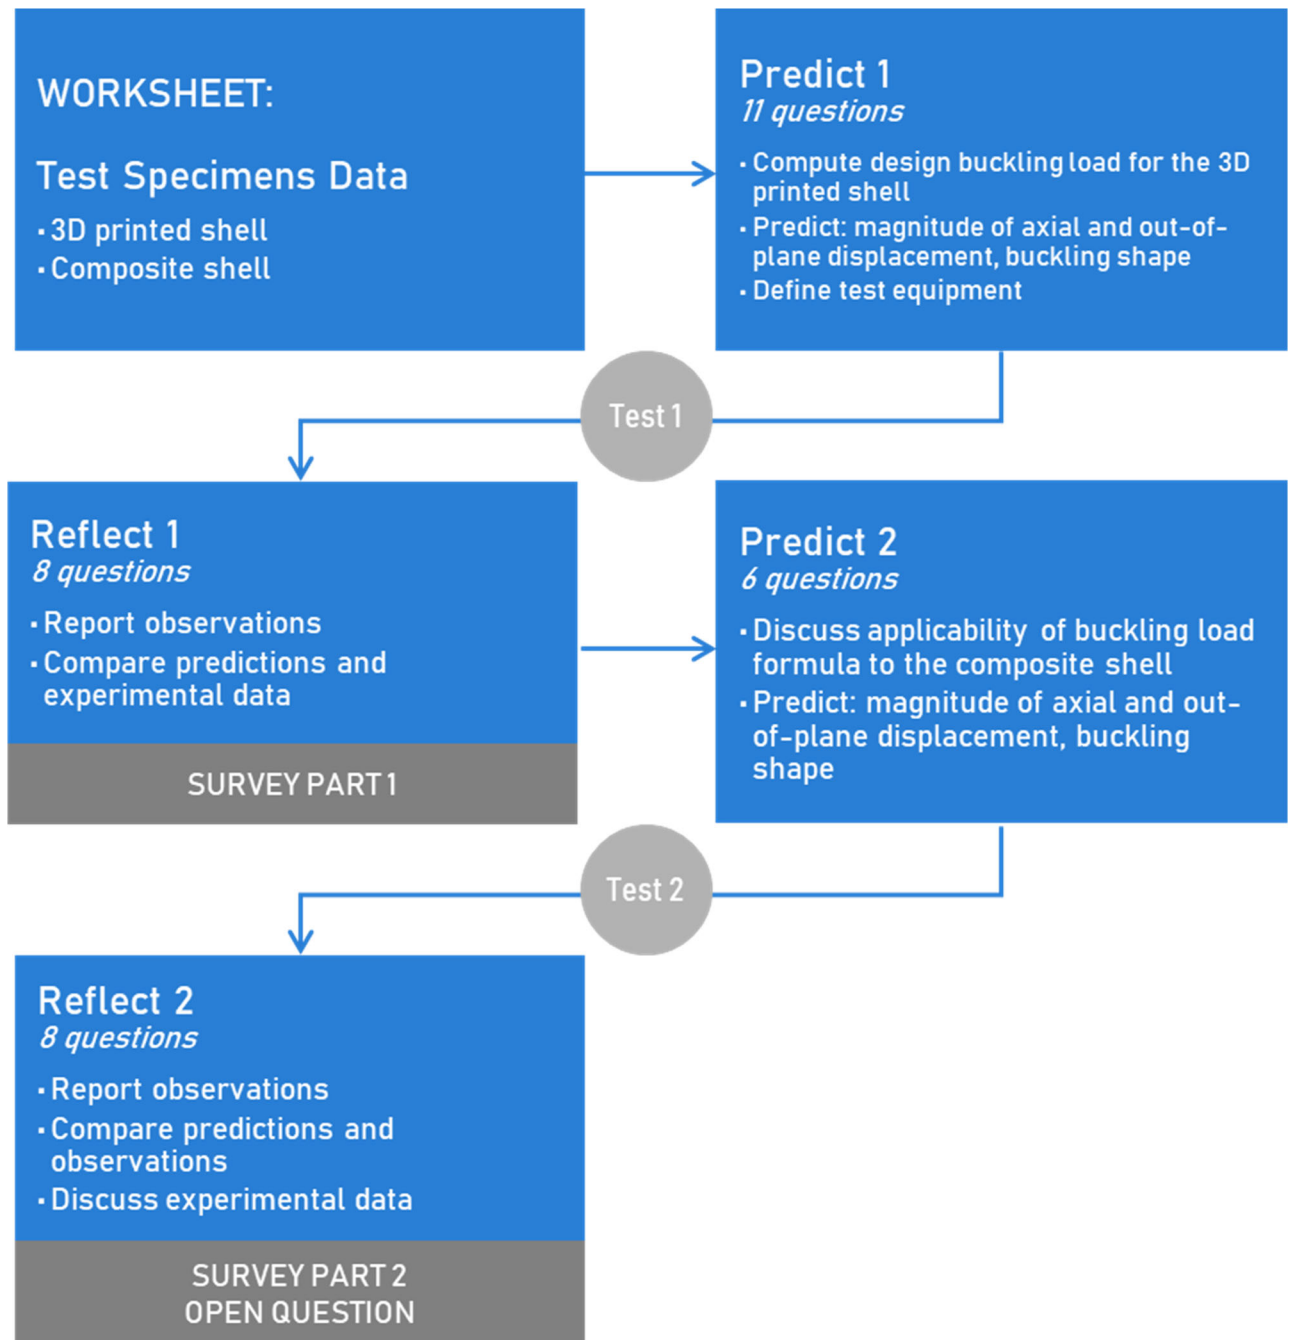 WORKSHEET:
Test Specimens Data
▪ 3D printed shell
▪ Composite shell
Predict 1
11 questions
▪ Compute design buckling load for the 3D
printed shell
▪ Predict: magnitude of axial and out-of-
plane displacement, buckling shape
▪ Define test equipment
Test 1
Reflect 1
8 questions
▪ Report observations
▪ Compare predictions and
experimental data
SURVEY PART 1
Predict 2
6 questions
▪ Discuss applicability of buckling load
formula to the composite shell
▪ Predict: magnitude of axial and out-
of-plane displacement, buckling
shape
Test 2
Reflect 2
8 questions
▪ Report observations
▪ Compare predictions and
observations
▪ Discuss experimental data
SURVEY PART 2
OPEN QUESTION